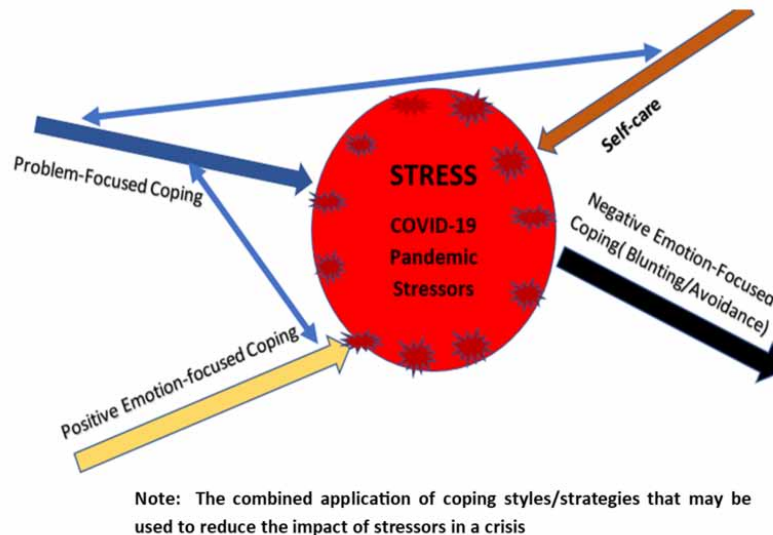 Self-care
Problem-Focused Coping
STRESS
COVID-19
Pandemic
Stressors
Negative Emotion-Focused
Coping( Blunting/Avoidance)
Positive Emotion-focused Coping
Note: The combined application of coping styles/strategies that may be
used to reduce the impact of stressors in a crisis